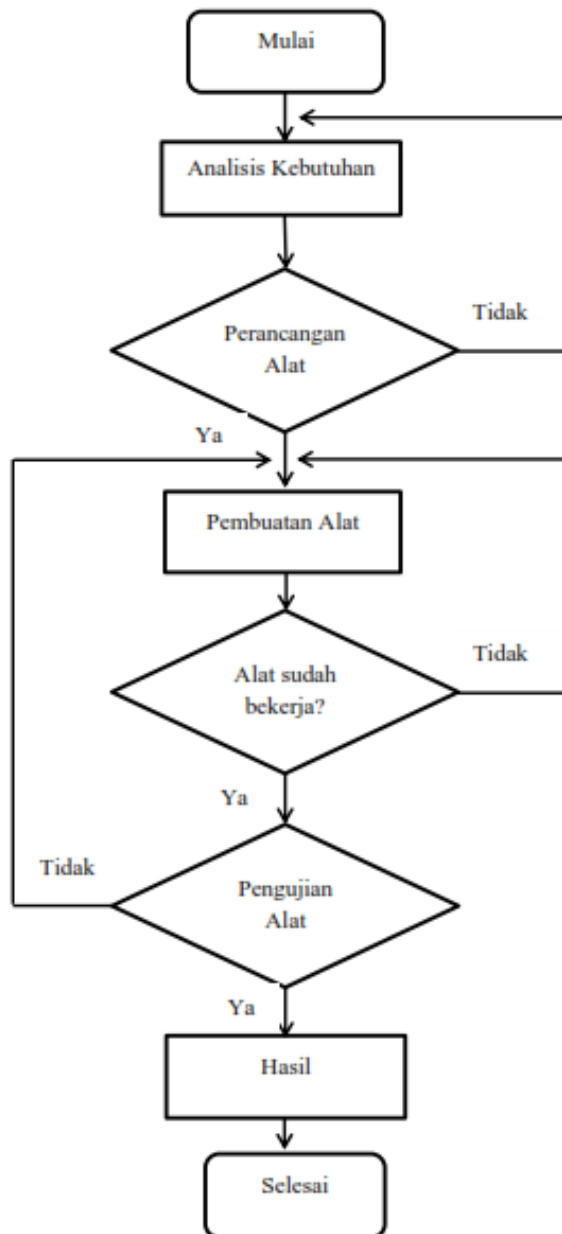 Mulai
Analisis Kebutuhan
Perancangan
Alat
Tidak
Ya
Pembuatan Alat
Alat sudah
bekerja?
Tidak
Ya
Tidak
Pengujian
Alat
Ya
Hasil
Selesai